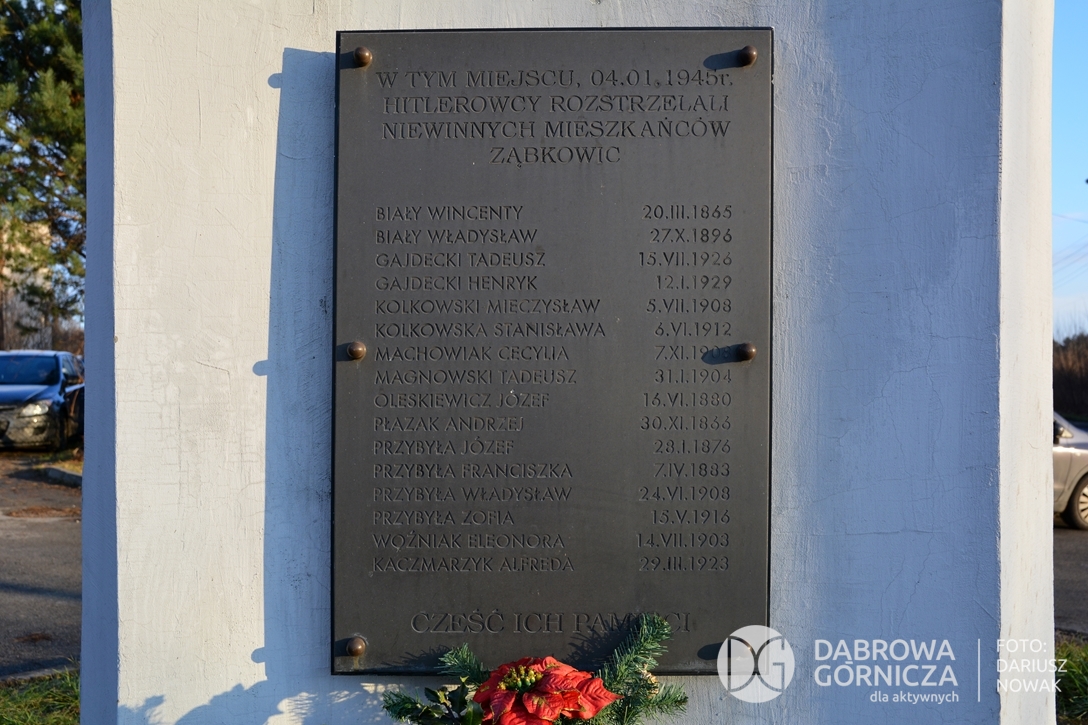 W TYM MIEJSCU, 04.01.1945r.
HITLEROWCY ROZSTRZELALI
NIEWINNYCH MIESZKAŃCÓW
ZĄBKOWIC
BIAŁY WINCENTY 20.III.1865
BIAŁY WŁADYSŁAW 27.X.1896
GAJDECKI TADEUSZ 15.VII.1926
GAJDECKI HENRYK 12.I.1929
KOLKOWSKI MIECZYSŁAW 5.VII.1908
KOLKOWSKA STANISŁAWA 6.VI.1912
MACHOWIAK CECYLIA
MAGNOWSKI TADEUSZ 31.I.1904
OLESKIEWICZ JÓZEF 16.VI.1880
PŁAZAK ANDRZEJ 30.XI.1866
PRZYBYŁA JÓZEF 28.I.1876
PRZYBYŁA FRANCISZKA 7.IV.1883
PRZYBYŁA WŁADYSŁAW 24.VI.1908
PRZYBYŁA ZOFIA 15.V.1916
WOŹNIAK ELEONORA 14.VII.1903
KACZMARZYK ALFREDA 29.III.1923
CZEŚĆ ICH PAMIĘCI
DG
DĄBROWA
GÓRNICZA
dla aktywnych
FOTO:
DARIUSZ
NOWAK